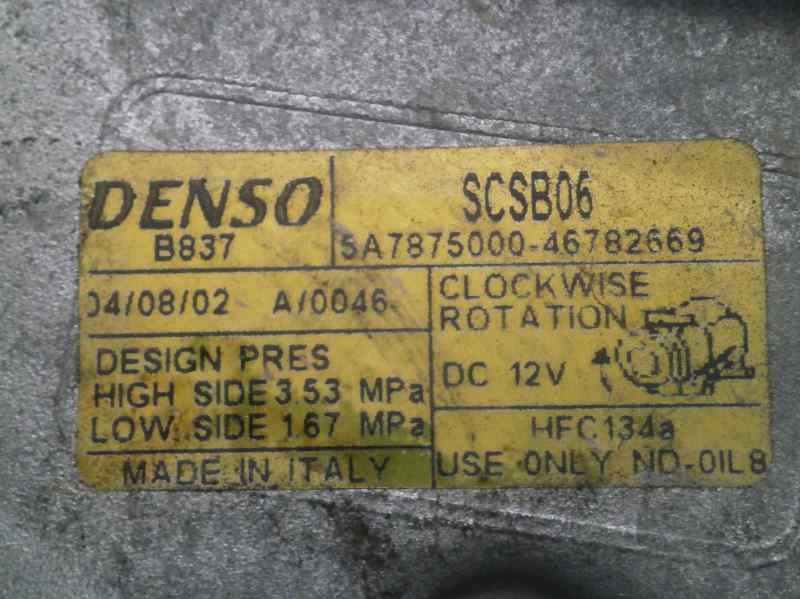 DENSO
B837
SCSB06
5A7875000-46782669
04/08/02 A/0046-
CLOCKWISE
ROTATION
DC 12V
DESIGN PRES
HIGH SIDE 3.53 MPa
LOW SIDE 1.67 MPa
HFC134a
MADE IN ITALY
USE ONLY ND-OIL8